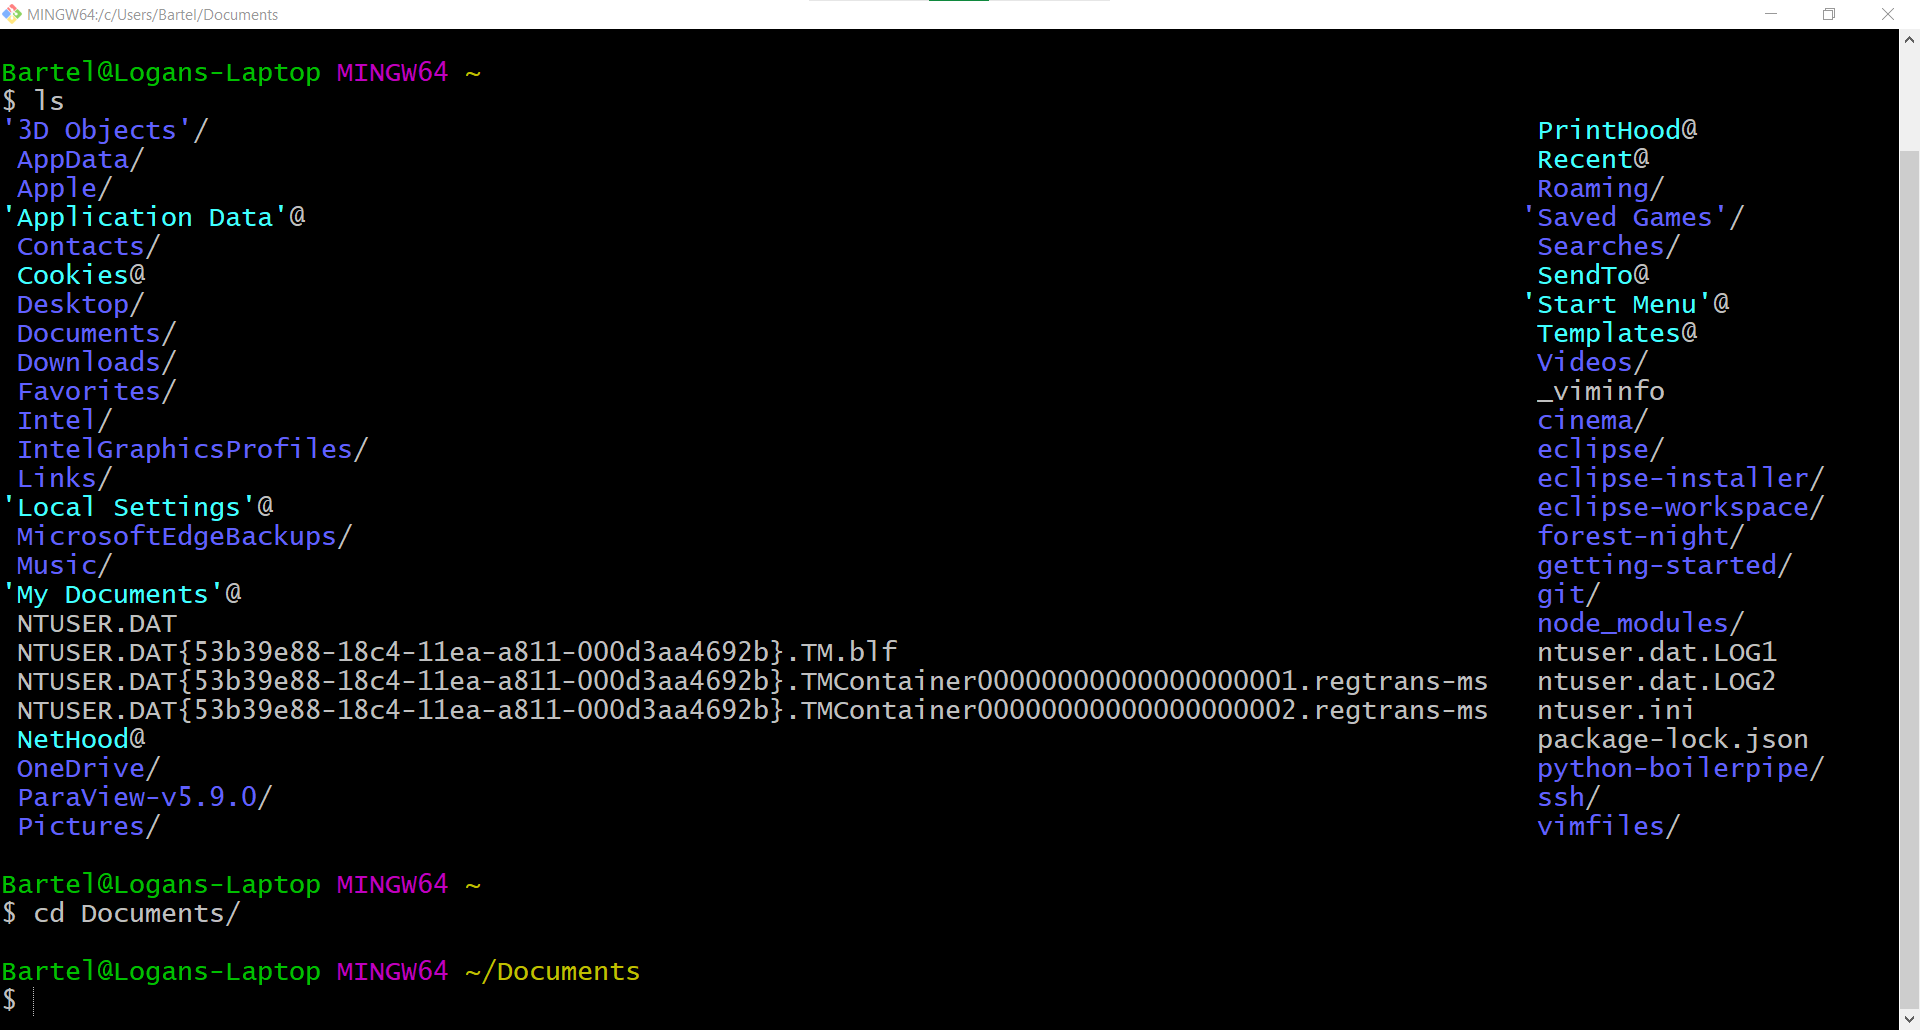 MINGW64:/c/Users/Bartel/Documents
Bartel@Logans-Laptop MINGW64 ~
$ ls
'3D Objects'/ PrintHood@
AppData/ Recent@
Apple/ Roaming/
'Application Data'@ 'Saved Games'/
Contacts/ Searches/
Cookies@ SendTo@
Desktop/ 'Start Menu'@
Documents/ Templates@
Downloads/ Videos/
Favorites/ _viminfo
Intel/ cinema/
IntelGraphicsProfiles/ eclipse/
Links/ eclipse-installer/
'Local Settings'@ eclipse-workspace/
MicrosoftEdgeBackups/ forest-night/
Music/ getting-started/
'My Documents'@ git/
NTUSER.DAT node_modules/
NTUSER.DAT{53b39e88-18c4-11ea-a811-000d3aa4692b}.TM.blf ntuser.dat.LOG1
NTUSER.DAT{53b39e88-18c4-11ea-a811-000d3aa4692b}.TMContainer00000000000000000001.regtrans-ms ntuser.dat.LOG2
NTUSER.DAT{53b39e88-18c4-11ea-a811-000d3aa4692b}.TMContainer00000000000000000002.regtrans-ms ntuser.ini
NetHood@ package-lock.json
OneDrive/ python-boilerpipe/
ParaView-v5.9.0/ ssh/
Pictures/ vimfiles/
Bartel@Logans-Laptop MINGW64 ~
$ cd Documents/
Bartel@Logans-Laptop MINGW64 ~/Documents
$